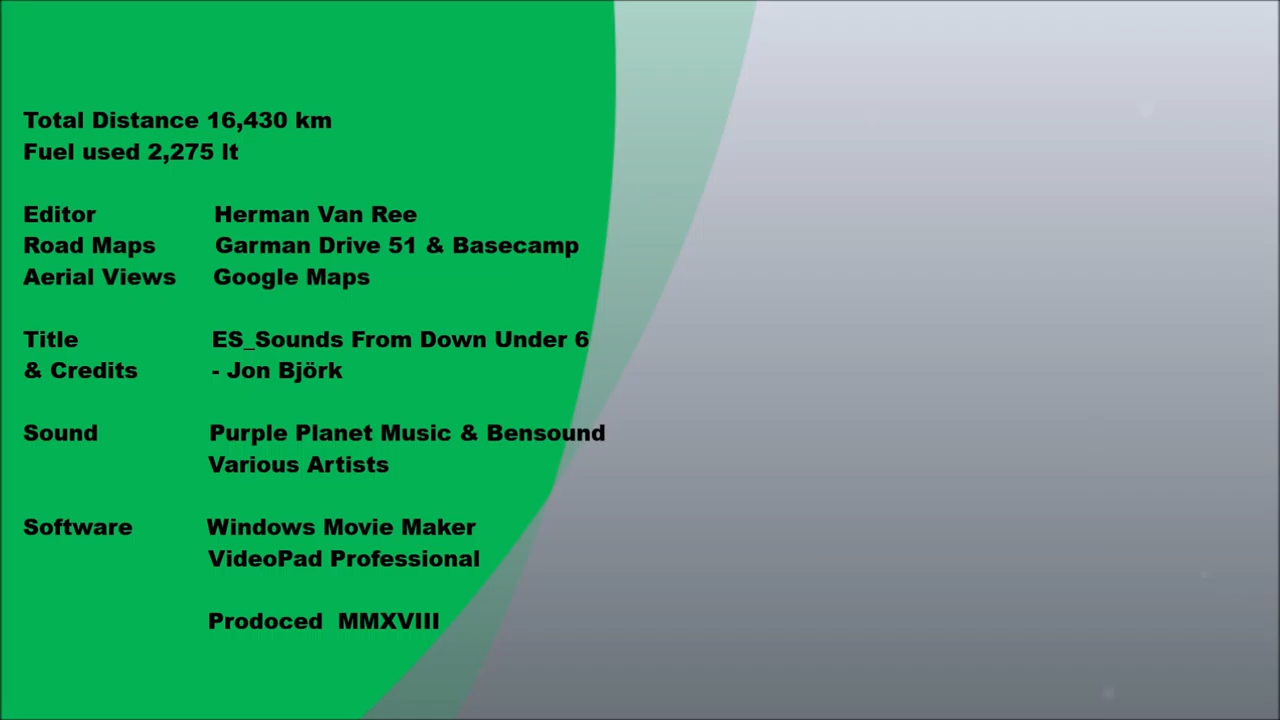 Total Distance 16,430 km
Fuel used 2,275 lt
Editor Herman Van Ree
Road Maps Garman Drive 51 & Basecamp
Aerial Views Google Maps
Title ES_Sounds From Down Under 6
& Credits - Jon Björk
Sound Purple Planet Music & Bensound
Various Artists
Software Windows Movie Maker
VideoPad Professional
Prodoced MMXVIII